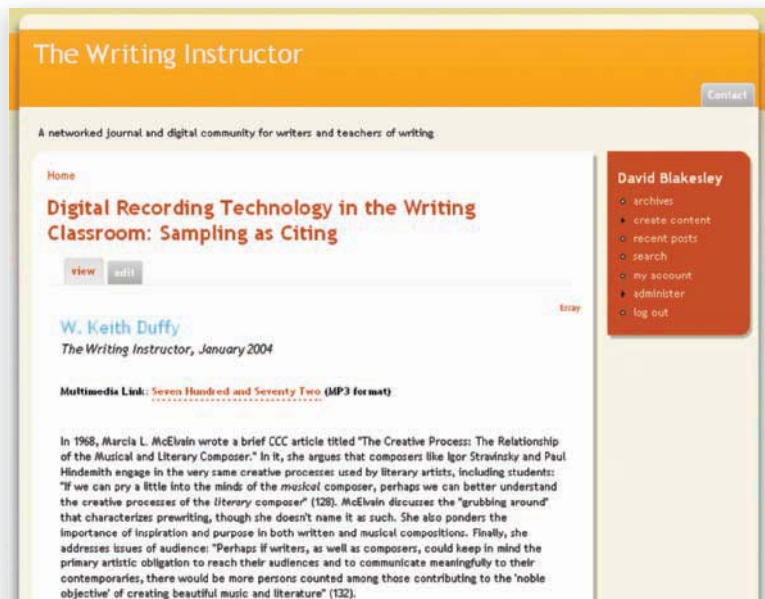 The Writing Instructor
Contact
A networked journal and digital community for writers and teachers of writing
Home
Digital Recording Technology in the Writing
Classroom: Sampling as Citing
view edit
Essay
W. Keith Duffy
The Writing Instructor, January 2004
Multimedia Link: Seven Hundred and Seventy Two (MP3 format)
In 1968, Marcia L. McElvain wrote a brief CCC article titled "The Creative Process: The Relationship
of the Musical and Literary Composer." In it, she argues that composers like Igor Stravinsky and Paul
Hindemith engage in the very same creative processes used by literary artists, including students:
"If we can pry a little into the minds of the musical composer, perhaps we can better understand
the creative processes of the literary composer" (128). McElvain discusses the "grubbing around"
that characterizes prewriting, though she doesn't name it as such. She also ponders the
importance of inspiration and purpose in both written and musical compositions. Finally, she
addresses issues of audience: "Perhaps if writers, as well as composers, could keep in mind the
primary artistic obligation to reach their audiences and to communicate meaningfully to their
contemporaries, there would be more persons counted among those contributing to the 'noble
objective' of creating beautiful music and literature" (132).
David Blakesley
archives
create content
recent posts
search
my account
administer
log out